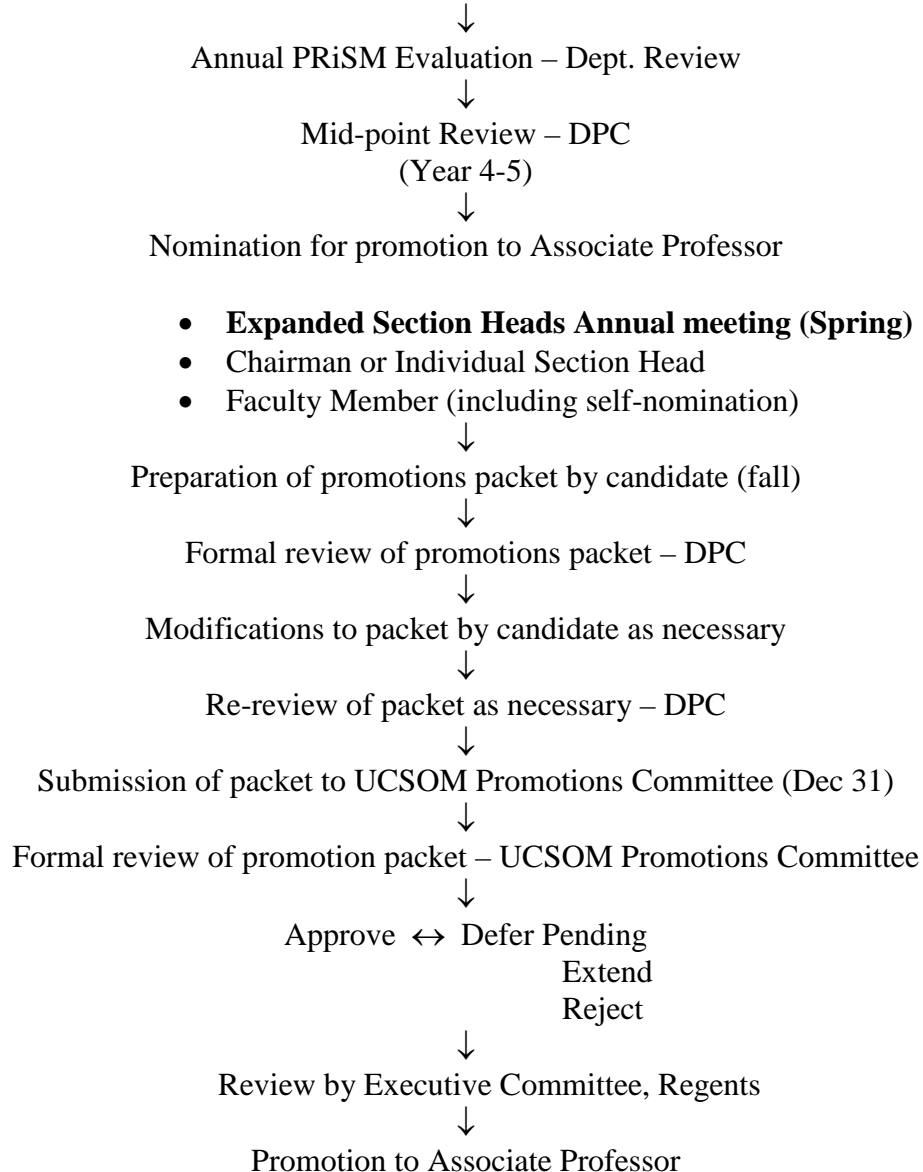 ↓
Annual PRiSM Evaluation – Dept. Review
↓
Mid-point Review – DPC
(Year 4-5)
↓
Nomination for promotion to Associate Professor
• Expanded Section Heads Annual meeting (Spring)
• Chairman or Individual Section Head
• Faculty Member (including self-nomination)
↓
Preparation of promotions packet by candidate (fall)
↓
Formal review of promotions packet – DPC
↓
Modifications to packet by candidate as necessary
↓
Re-review of packet as necessary – DPC
↓
Submission of packet to UCSOM Promotions Committee (Dec 31)
↓
Formal review of promotion packet – UCSOM Promotions Committee
↓
Approve ↔ Defer Pending
Extend
Reject
↓
Review by Executive Committee, Regents
↓
Promotion to Associate Professor